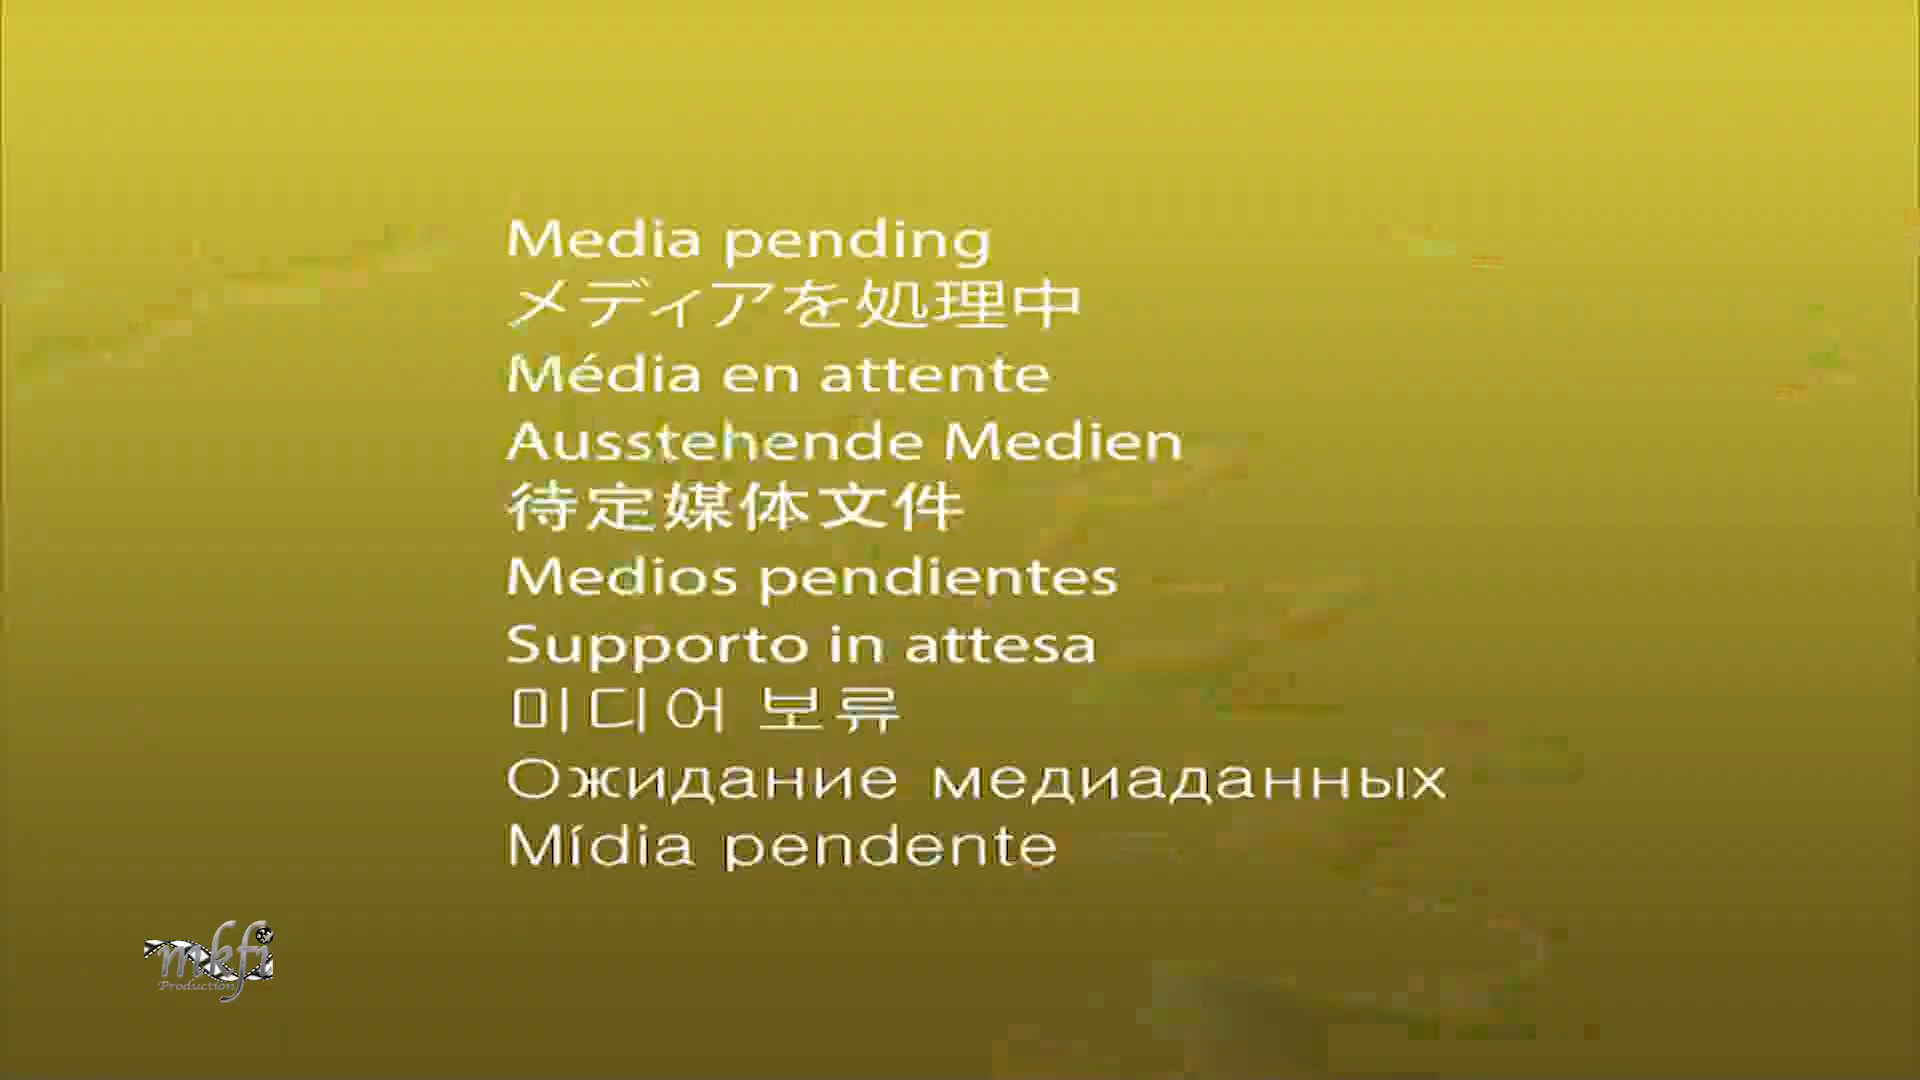 Media pending
メディアを処理中
Média en attente
Ausstehende Medien
待定媒体文件
Medios pendientes
Supporto in attesa
미디어 보류
Ожидание медиаданных
Mídia pendente
mkfi
Production